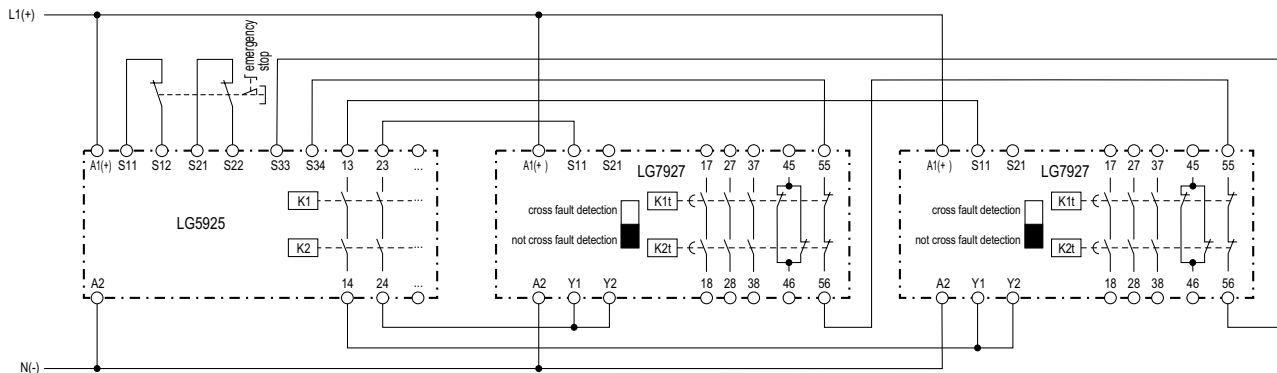 L1(+)
emergency
stop
A1(+) S11 S12 S21 S22 S33 S34 13 23 ...
A1(+) S11 S21 17 27 37 45 55
A1(+) S11 S21 17 27 37 45 55
LG5925
K1 ...
K2 ...
LG7927
cross fault detection
not cross fault detection
K1t
K2t
LG7927
cross fault detection
not cross fault detection
K1t
K2t
A2 14 24 ...
A2 Y1 Y2 18 28 38 46 56
A2 Y1 Y2 18 28 38 46 56
N(-)